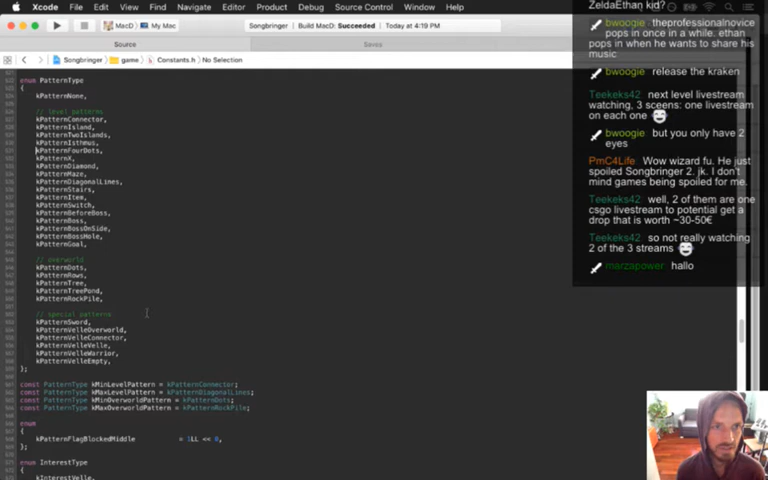 Xcode File Edit View Find Navigate Editor Product Debug Source Control Window Help
MacD
My Mac
Songbringer
Build MacD: Succeeded
Today at 4:19 PM
Source
Saves
Songbringer
game
Constants.h
No Selection
enum PatternType
{
kPatternNone,
// level patterns
kPatternConnector,
kPatternIsland,
kPatternTwoIslands,
kPatternIsthmus,
kPatternFourDots,
kPatternX,
kPatternDiamond,
kPatternMaze,
kPatternDiagonalLines,
kPatternStairs,
kPatternItem,
kPatternSwitch,
kPatternBeforeBoss,
kPatternBoss,
kPatternBossOnSide,
kPatternBossHole,
kPatternGoal,
// overworld
kPatternDots,
kPatternRows,
kPatternTree,
kPatternTreePond,
kPatternRockPile,
// special patterns
kPatternSword,
kPatternVelleOverworld,
kPatternVelleConnector,
kPatternVelleVelle,
kPatternVelleWarrior,
kPatternVelleEmpty,
};
const PatternType kMinLevelPattern = kPatternConnector;
const PatternType kMaxLevelPattern = kPatternDiagonalLines;
const PatternType kMinOverworldPattern = kPatternDots;
const PatternType kMaxOverworldPattern = kPatternRockPile;
enum
{
kPatternFlagBlockedMiddle = 1LL << 0,
};
enum InterestType
{
kInterestVelle,
ZeldaEthan kid?
bwoogie theprofessionalnovice
pops in once in a while. ethan
pops in when he wants to share his
music
bwoogie release the kraken
Teekeks42 next level livestream
watching, 3 sceens: one livestream
on each one
bwoogie but you only have 2
eyes
PmC4Life Wow wizard fu. He just
spoiled Songbringer 2. jk. I don't
mind games being spoiled for me.
Teekeks42 well, 2 of them are one
csgo livestream to potential get a
drop that is worth ~30-50€
Teekeks42 so not really watching
2 of the 3 streams
marzapower hallo